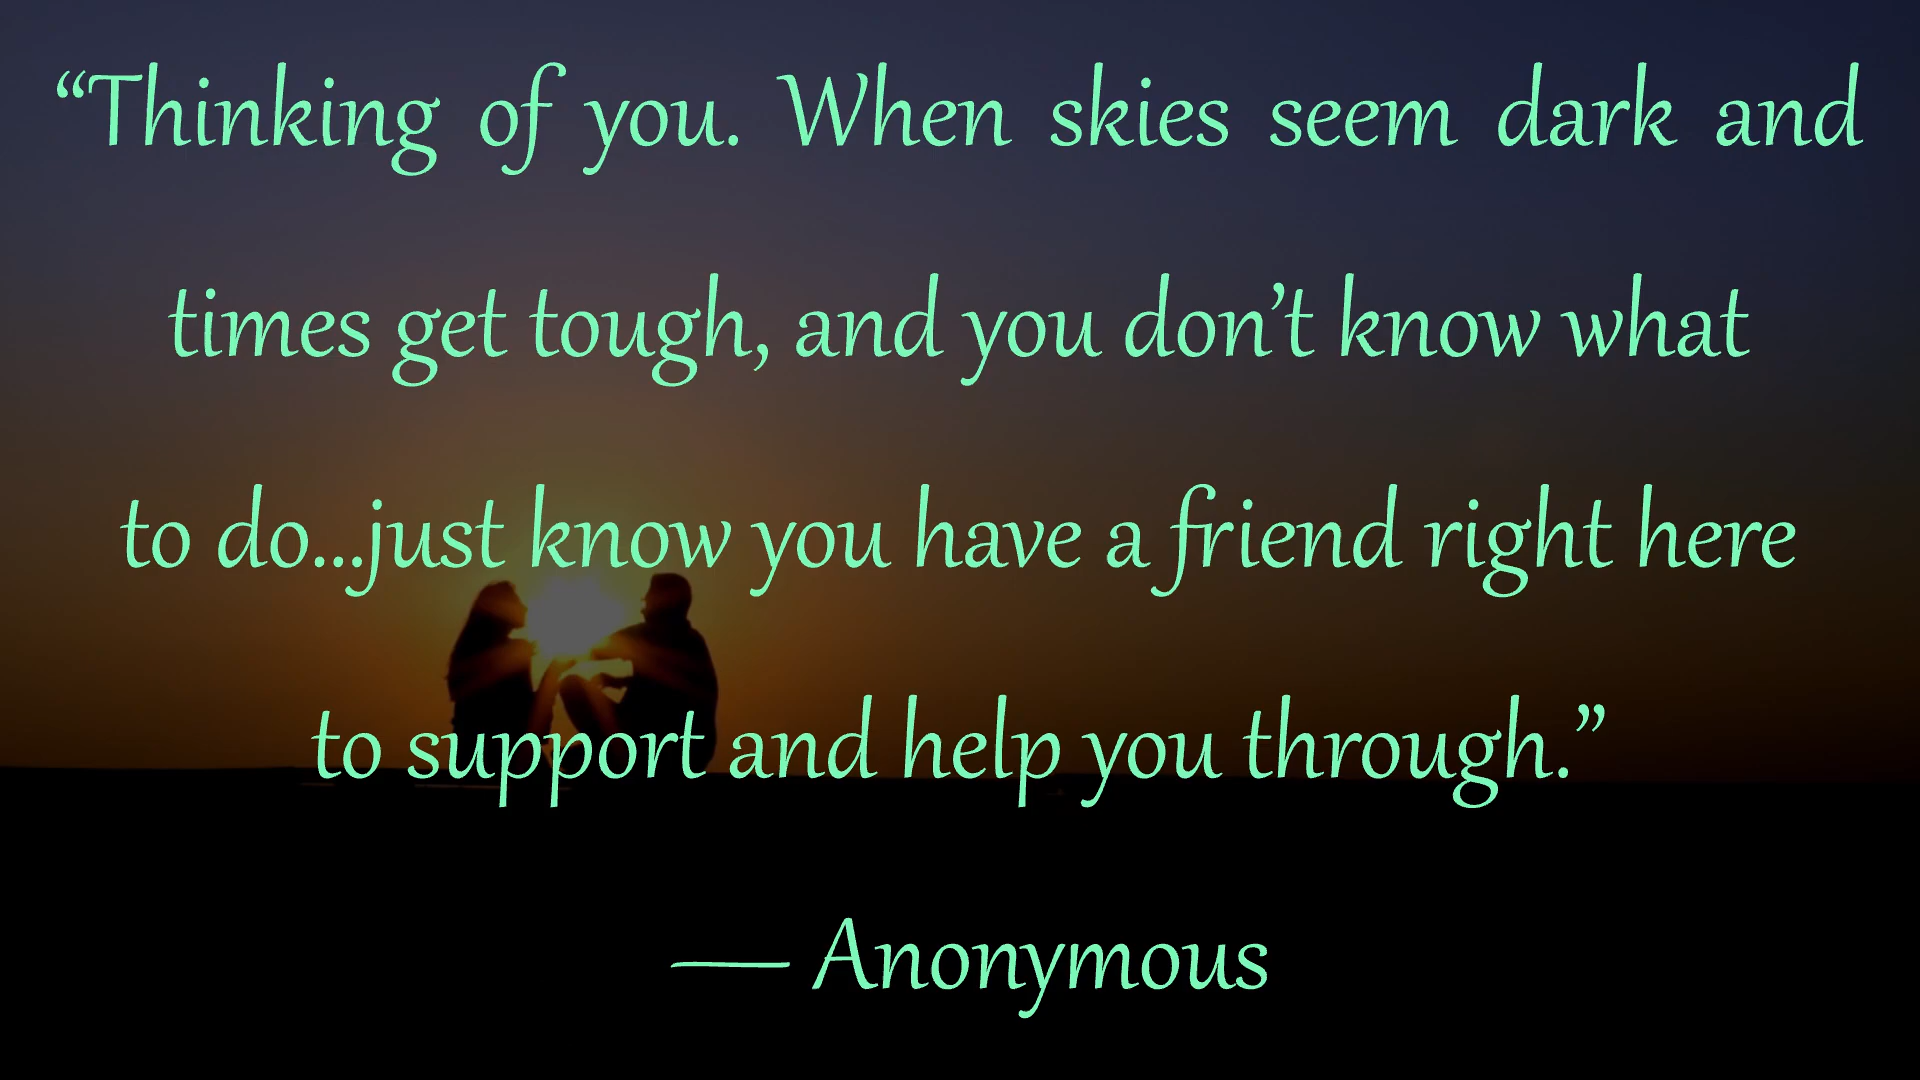 “Thinking of you. When skies seem dark and
times get tough, and you don’t know what
to do...just know you have a friend right here
to support and help you through.”
— Anonymous